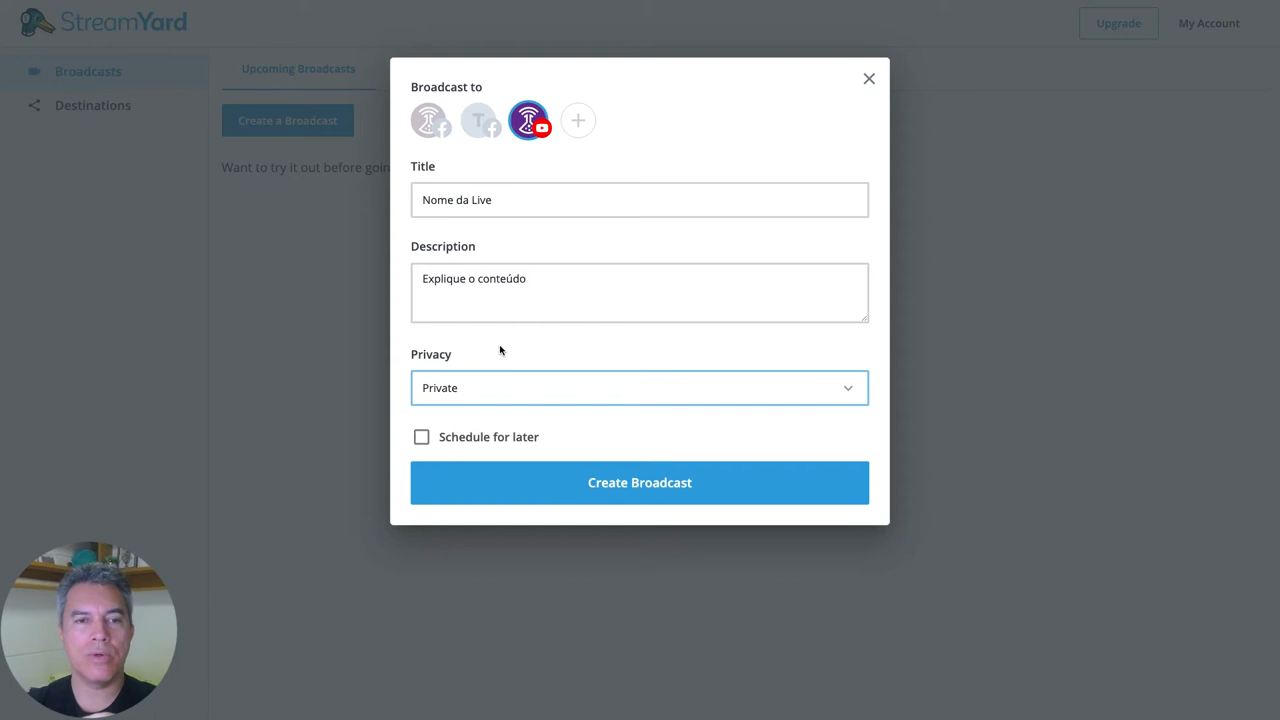 StreamYard
Upgrade
My Account
Broadcasts
Destinations
Upcoming Broadcasts
Create a Broadcast
Want to try it out before goin
Broadcast to
T
Title
Nome da Live
Description
Explique o conteúdo
Privacy
Private
Schedule for later
Create Broadcast